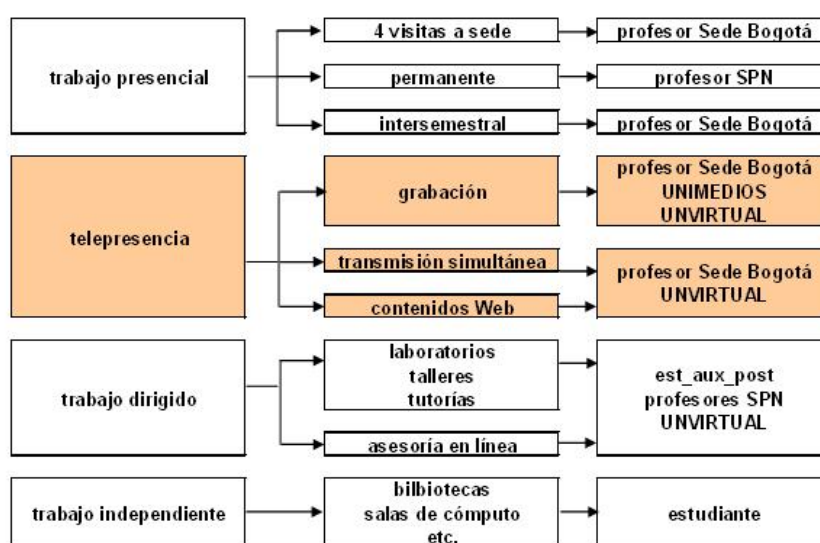 4 visitas a sede
profesor Sede Bogotá
trabajo presencial
permanente
profesor SPN
intersemestral
profesor Sede Bogotá
telepresencia
grabación
profesor Sede Bogotá
UNIMEDIOS
UNVIRTUAL
transmisión simultánea
contenidos Web
profesor Sede Bogotá
UNVIRTUAL
trabajo dirigido
laboratorios
talleres
tutorías
asesoría en línea
est_aux_post
profesores SPN
UNVIRTUAL
trabajo independiente
bilbiotecas
salas de cómputo
etc.
estudiante